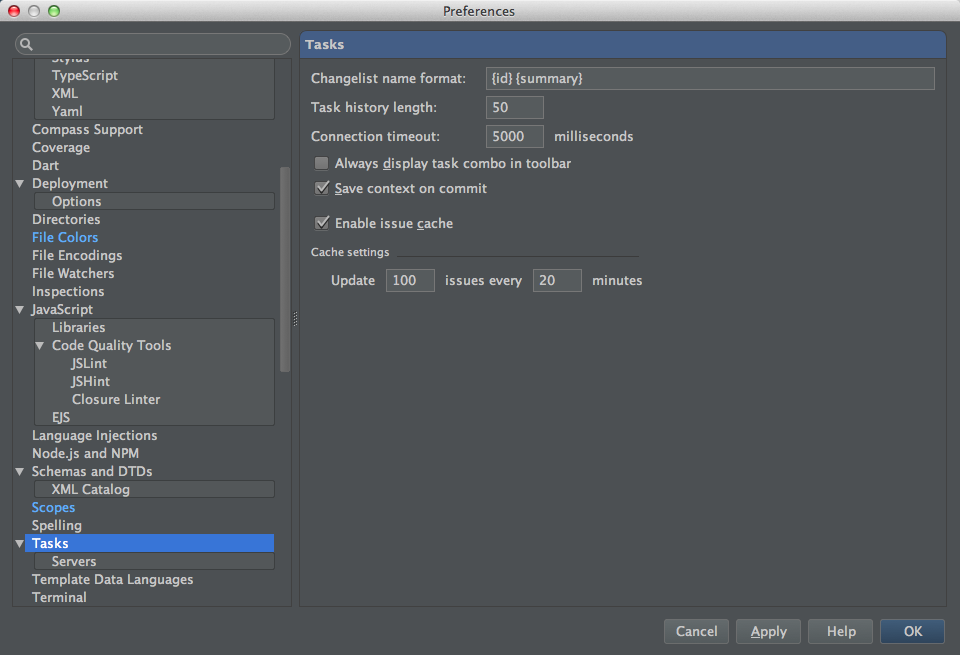 Preferences
Stylus
TypeScript
XML
Yaml
Compass Support
Coverage
Dart
Deployment
Options
Directories
File Colors
File Encodings
File Watchers
Inspections
JavaScript
Libraries
Code Quality Tools
JSLint
JSHint
Closure Linter
EJS
Language Injections
Node.js and NPM
Schemas and DTDs
XML Catalog
Scopes
Spelling
Tasks
Servers
Template Data Languages
Terminal
Tasks
Changelist name format: {id} {summary}
Task history length: 50
Connection timeout: 5000 milliseconds
Always display task combo in toolbar
Save context on commit
Enable issue cache
Cache settings
Update 100 issues every 20 minutes
Cancel Apply Help OK